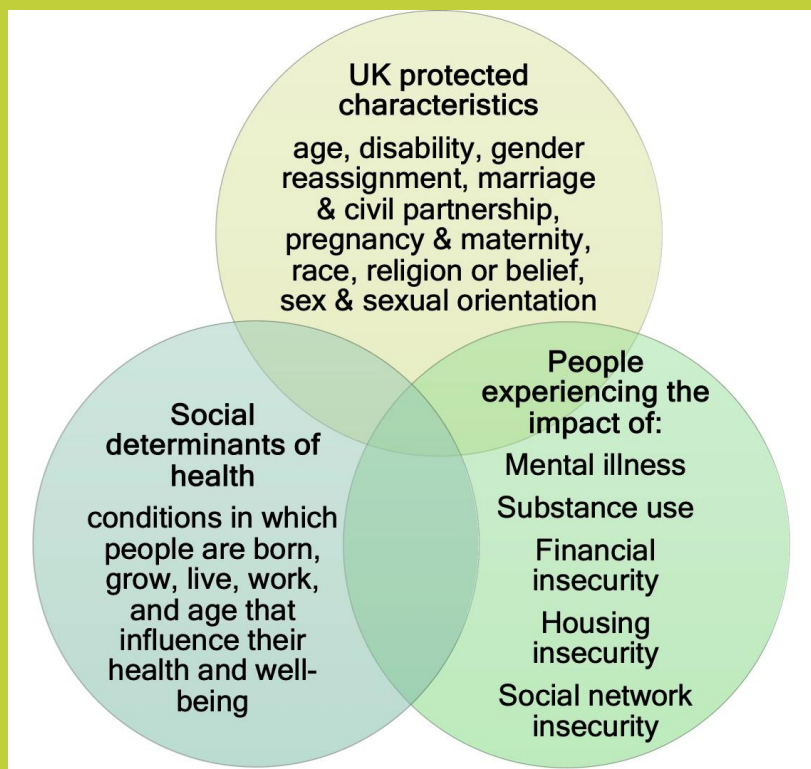 UK protected
characteristics
age, disability, gender
reassignment, marriage
& civil partnership,
pregnancy & maternity,
race, religion or belief,
sex & sexual orientation
Social
determinants of
health
conditions in which
people are born,
grow, live, work,
and age that
influence their
health and well-
being
People
experiencing the
impact of:
Mental illness
Substance use
Financial
insecurity
Housing
insecurity
Social network
insecurity